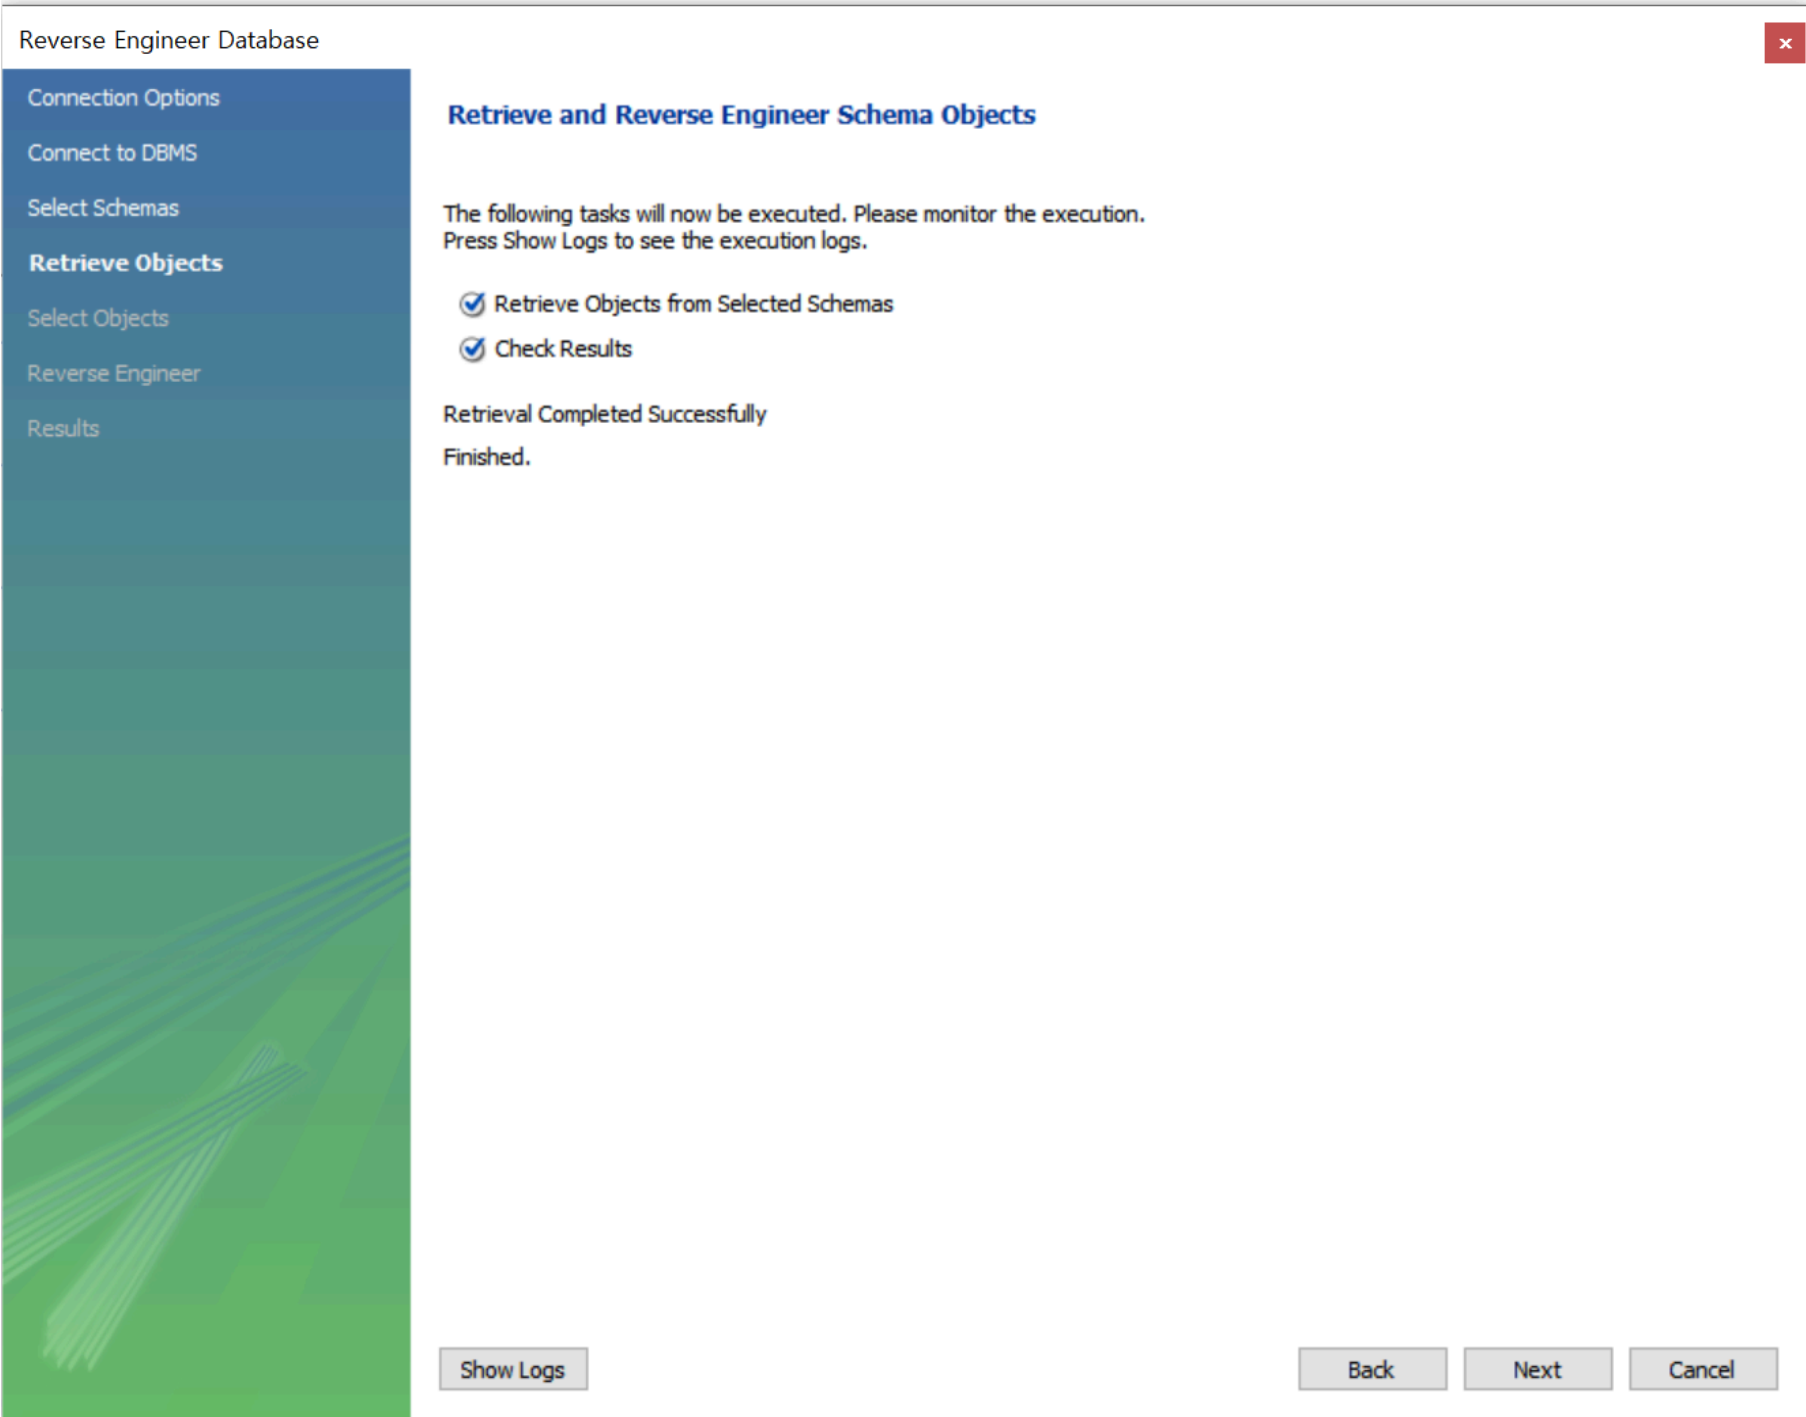 Reverse Engineer Database
x
Connection Options
Connect to DBMS
Select Schemas
Retrieve Objects
Select Objects
Reverse Engineer
Results
Retrieve and Reverse Engineer Schema Objects
The following tasks will now be executed. Please monitor the execution.
Press Show Logs to see the execution logs.
Retrieve Objects from Selected Schemas
Check Results
Retrieval Completed Successfully
Finished.
Show Logs
Back
Next
Cancel